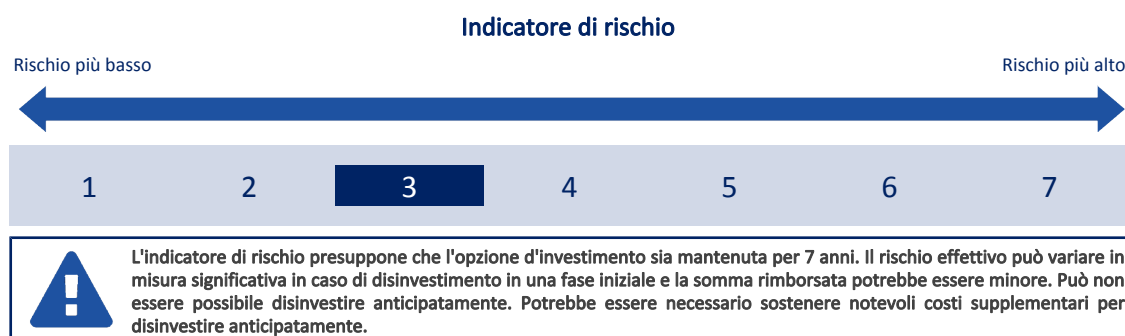 Indicatore di rischio
Rischio più basso Rischio più alto
1 2 3 4 5 6 7
L'indicatore di rischio presuppone che l'opzione d'investimento sia mantenuta per 7 anni. Il rischio effettivo può variare in
misura significativa in caso di disinvestimento in una fase iniziale e la somma rimborsata potrebbe essere minore. Può non
essere possibile disinvestire anticipatamente. Potrebbe essere necessario sostenere notevoli costi supplementari per
disinvestire anticipatamente.